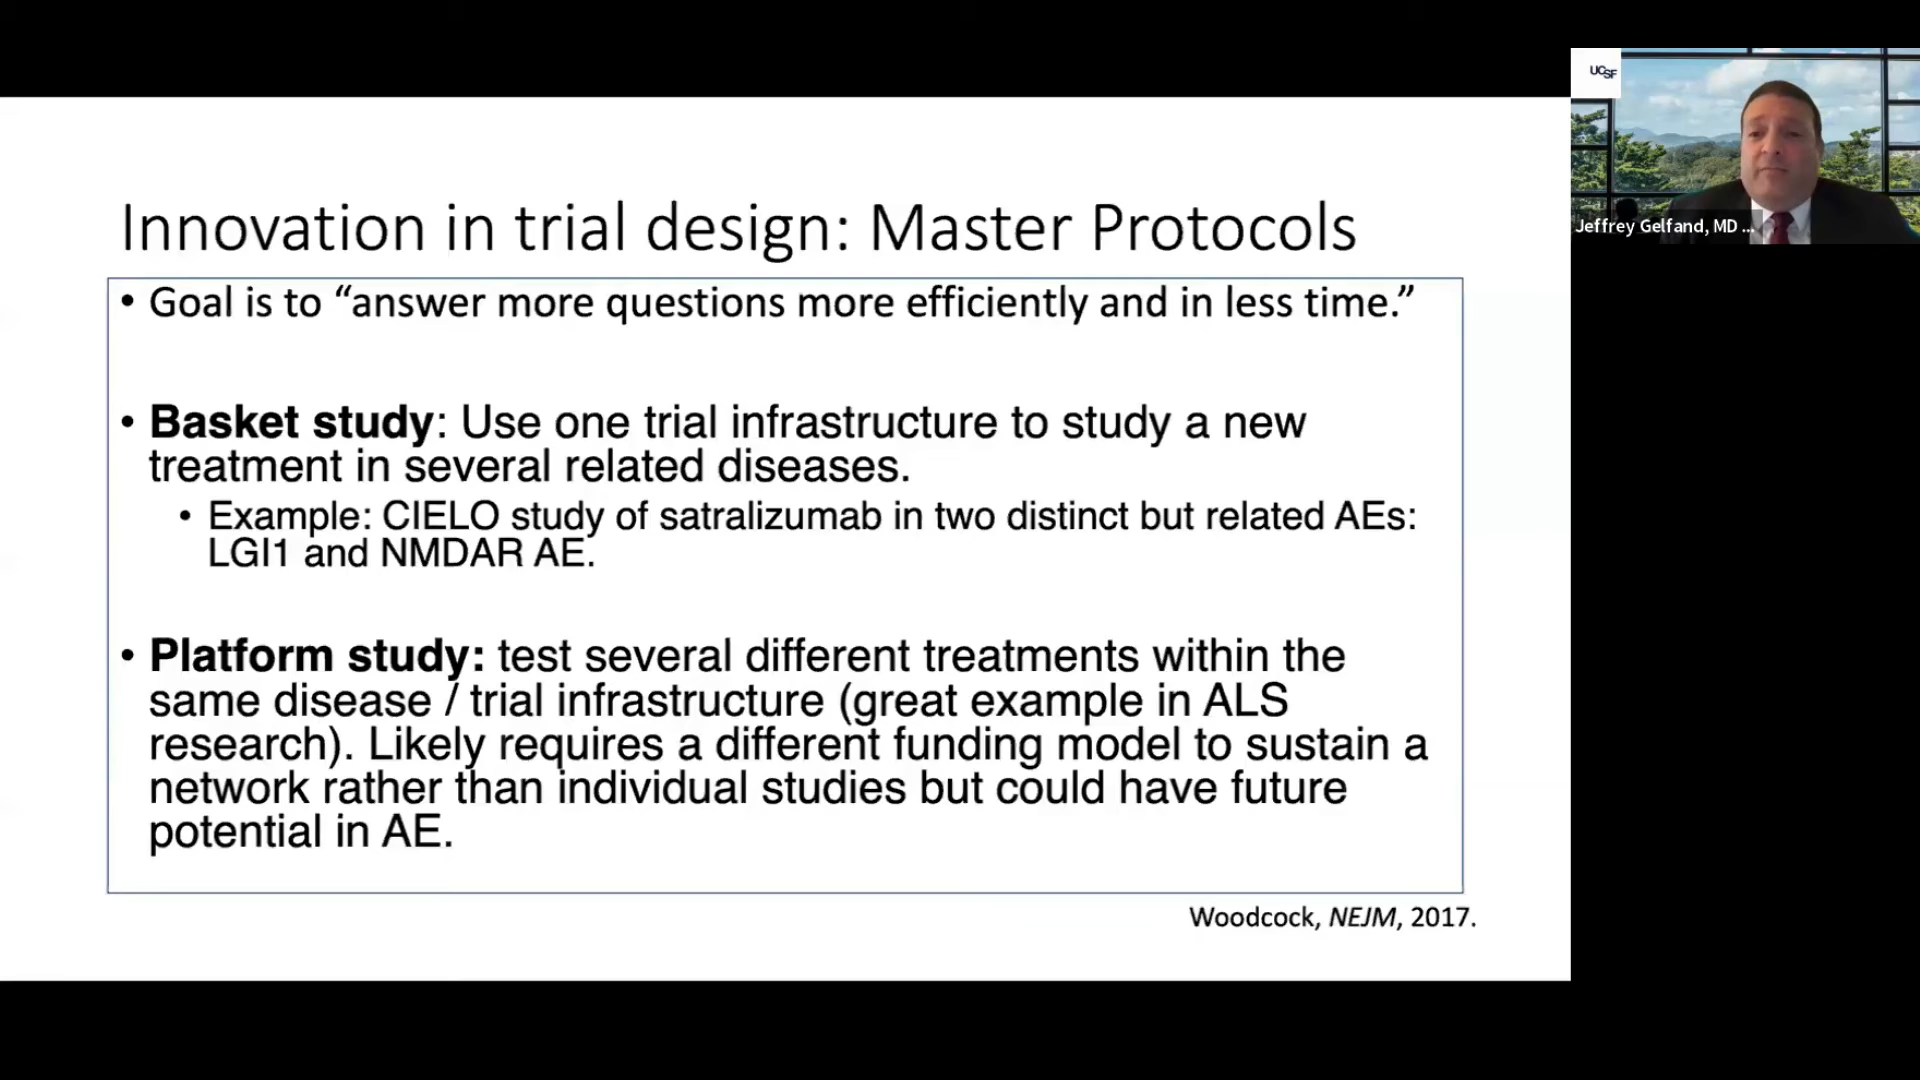 UCSF
Jeffrey Gelfand, MD ...
Innovation in trial design: Master Protocols
• Goal is to “answer more questions more efficiently and in less time.”
• Basket study: Use one trial infrastructure to study a new
treatment in several related diseases.
• Example: CIELO study of satralizumab in two distinct but related AEs:
LGI1 and NMDAR AE.
• Platform study: test several different treatments within the
same disease / trial infrastructure (great example in ALS
research). Likely requires a different funding model to sustain a
network rather than individual studies but could have future
potential in AE.
Woodcock, NEJM, 2017.